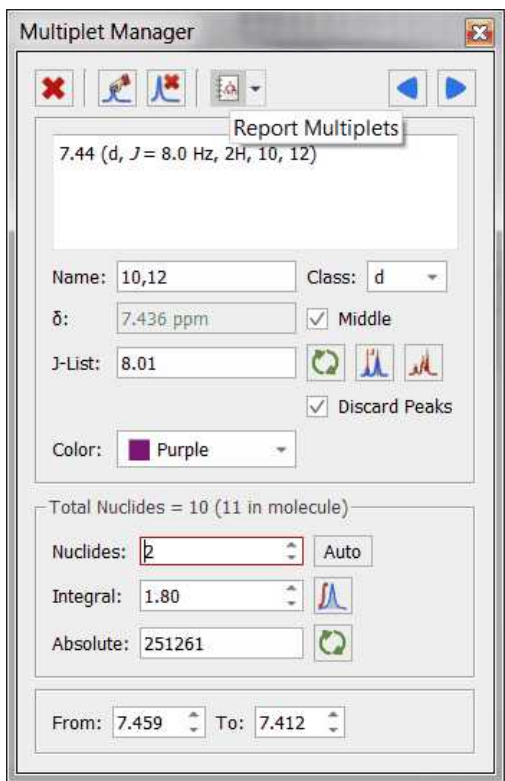 Multiplet Manager
Report Multiplets
7.44 (d, J = 8.0 Hz, 2H, 10, 12)
Name: 10,12 Class: d
δ: 7.436 ppm Middle
J-List: 8.01
Discard Peaks
Color: Purple
Total Nuclides = 10 (11 in molecule)
Nuclides: 2 Auto
Integral: 1.80
Absolute: 251261
From: 7.459 To: 7.412